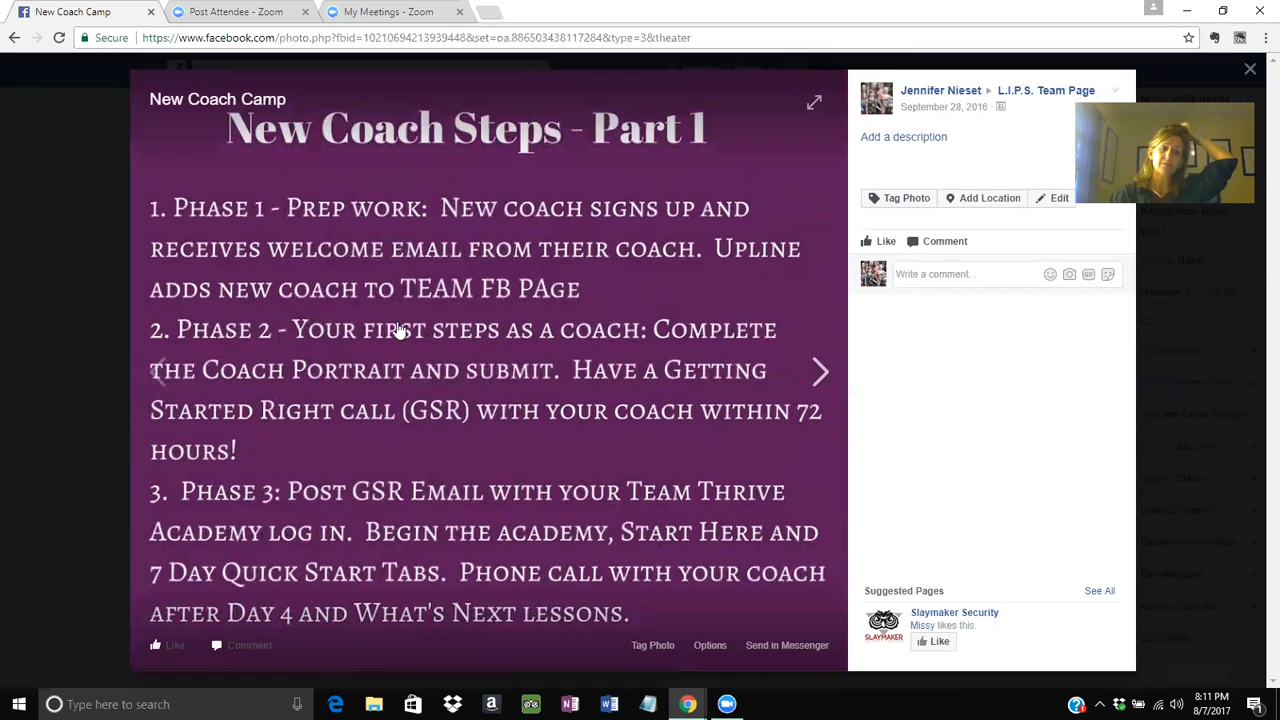 New Coach Camp
Post Attendee - Zoom
My Meetings - Zoom
Secure https://www.facebook.com/photo.php?fbid=10210694213939448&set=oa.886503438117284&type=3&theater
New Coach Camp
New Coach Steps - Part 1
1. Phase 1 - Prep work: New coach signs up and
receives welcome email from their coach. Upline
adds new coach to TEAM FB PAge
2. Phase 2 - Your first steps as a coach: Complete
the Coach Portrait and submit. Have a Getting
Started Right call (GSR) with your coach within 72
hours!
3. Phase 3: Post GSR Email with your Team Thrive
Academy log in. Begin the academy, Start Here and
7 Day Quick Start Tabs. Phone call with your coach
after Day 4 and What's Next lessons.
Like Comment
Tag Photo Options Send in Messenger
Jennifer Nieset L.I.P.S. Team Page
September 28, 2016
Add a description
Tag Photo Add Location Edit
Like Comment
Write a comment...
Suggested Pages See All
Slaymaker Security
Missy likes this.
SLAYMAKER
Like
Type here to search
8:11 PM
8/7/2017